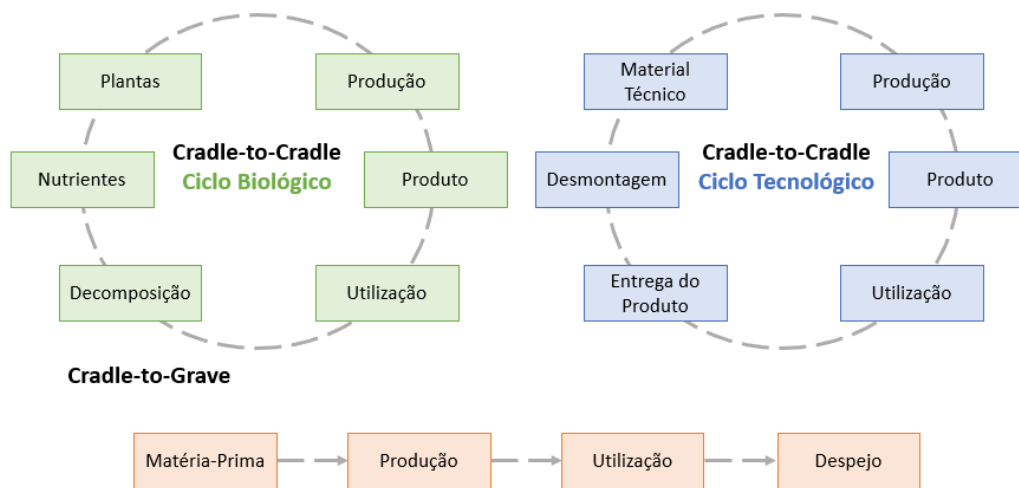 Plantas
Produção
Cradle-to-Cradle
Ciclo Biológico
Nutrientes
Produto
Decomposição
Utilização
Material
Técnico
Produção
Cradle-to-Cradle
Ciclo Tecnológico
Desmontagem
Produto
Entrega do
Produto
Utilização
Cradle-to-Grave
Matéria-Prima
Produção
Utilização
Despejo